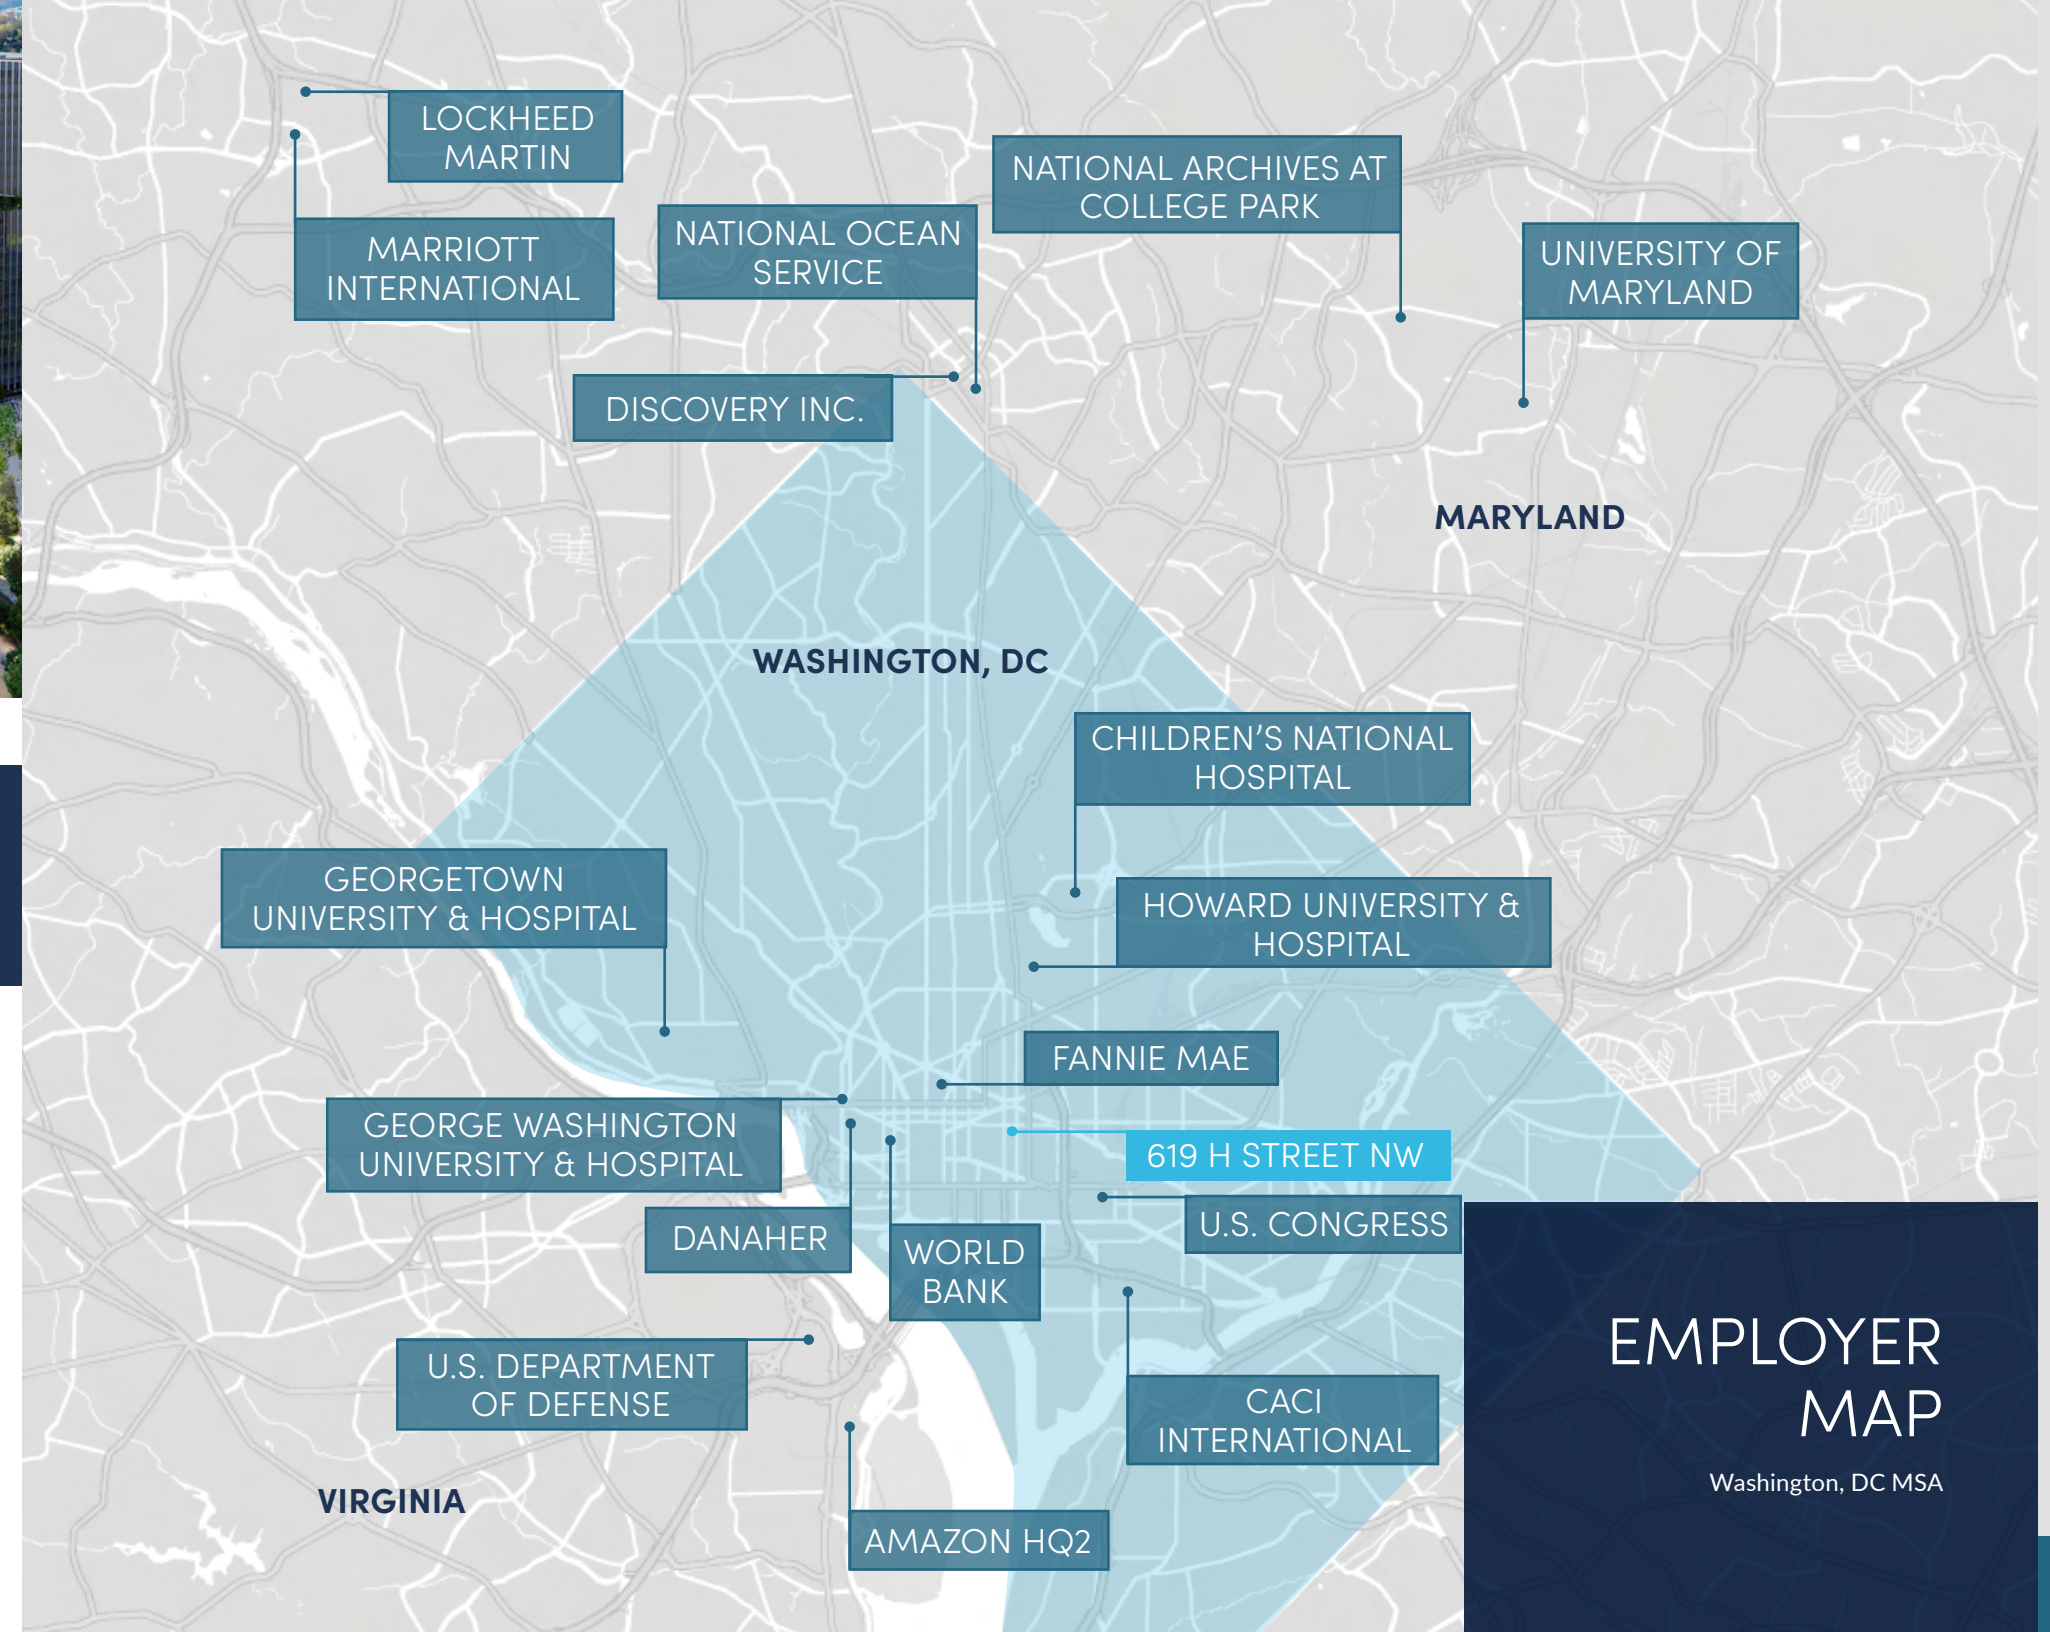 LOCKHEED
MARTIN
MARRIOTT
INTERNATIONAL
NATIONAL OCEAN
SERVICE
NATIONAL ARCHIVES AT
COLLEGE PARK
UNIVERSITY OF
MARYLAND
DISCOVERY INC.
MARYLAND
WASHINGTON, DC
CHILDREN'S NATIONAL
HOSPITAL
GEORGETOWN
UNIVERSITY & HOSPITAL
HOWARD UNIVERSITY &
HOSPITAL
FANNIE MAE
GEORGE WASHINGTON
UNIVERSITY & HOSPITAL
619 H STREET NW
DANAHER
WORLD
BANK
U.S. CONGRESS
U.S. DEPARTMENT
OF DEFENSE
CACI
INTERNATIONAL
VIRGINIA
AMAZON HQ2
EMPLOYER
MAP
Washington, DC MSA